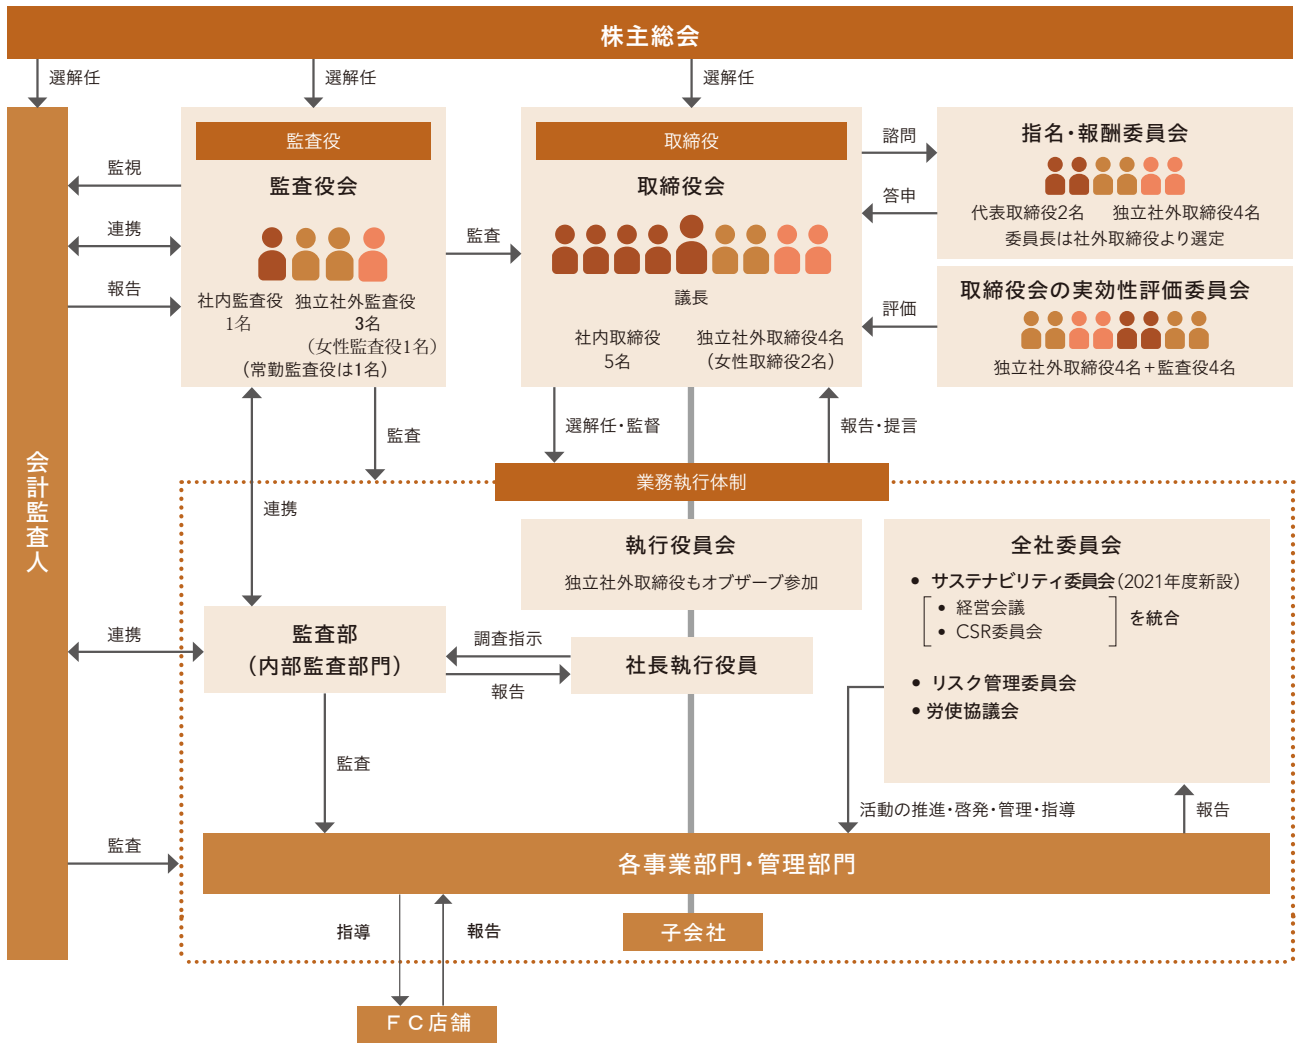 株主総会
選解任
選解任
選解任
監査役
監査役会
社内監査役
1名
独立社外監査役
3名
（女性監査役1名）
（常勤監査役は1名）
監視
連携
報告
監査
取締役
取締役会
議長
社内取締役
5名
独立社外取締役4名
（女性取締役2名）
諮問
答申
評価
指名・報酬委員会
代表取締役2名　独立社外取締役4名
委員長は社外取締役より選定
取締役会の実効性評価委員会
独立社外取締役4名＋監査役4名
会計監査人
監査
連携
選解任・監督
報告・提言
業務執行体制
執行役員会
独立社外取締役もオブザーブ参加
全社委員会
● サステナビリティ委員会（2021年度新設）
● 経営会議
● CSR委員会
を統合
● リスク管理委員会
● 労使協議会
連携
監査部
（内部監査部門）
調査指示
報告
社長執行役員
監査
活動の推進・啓発・管理・指導
報告
監査
各事業部門・管理部門
指導
報告
子会社
ＦＣ店舗